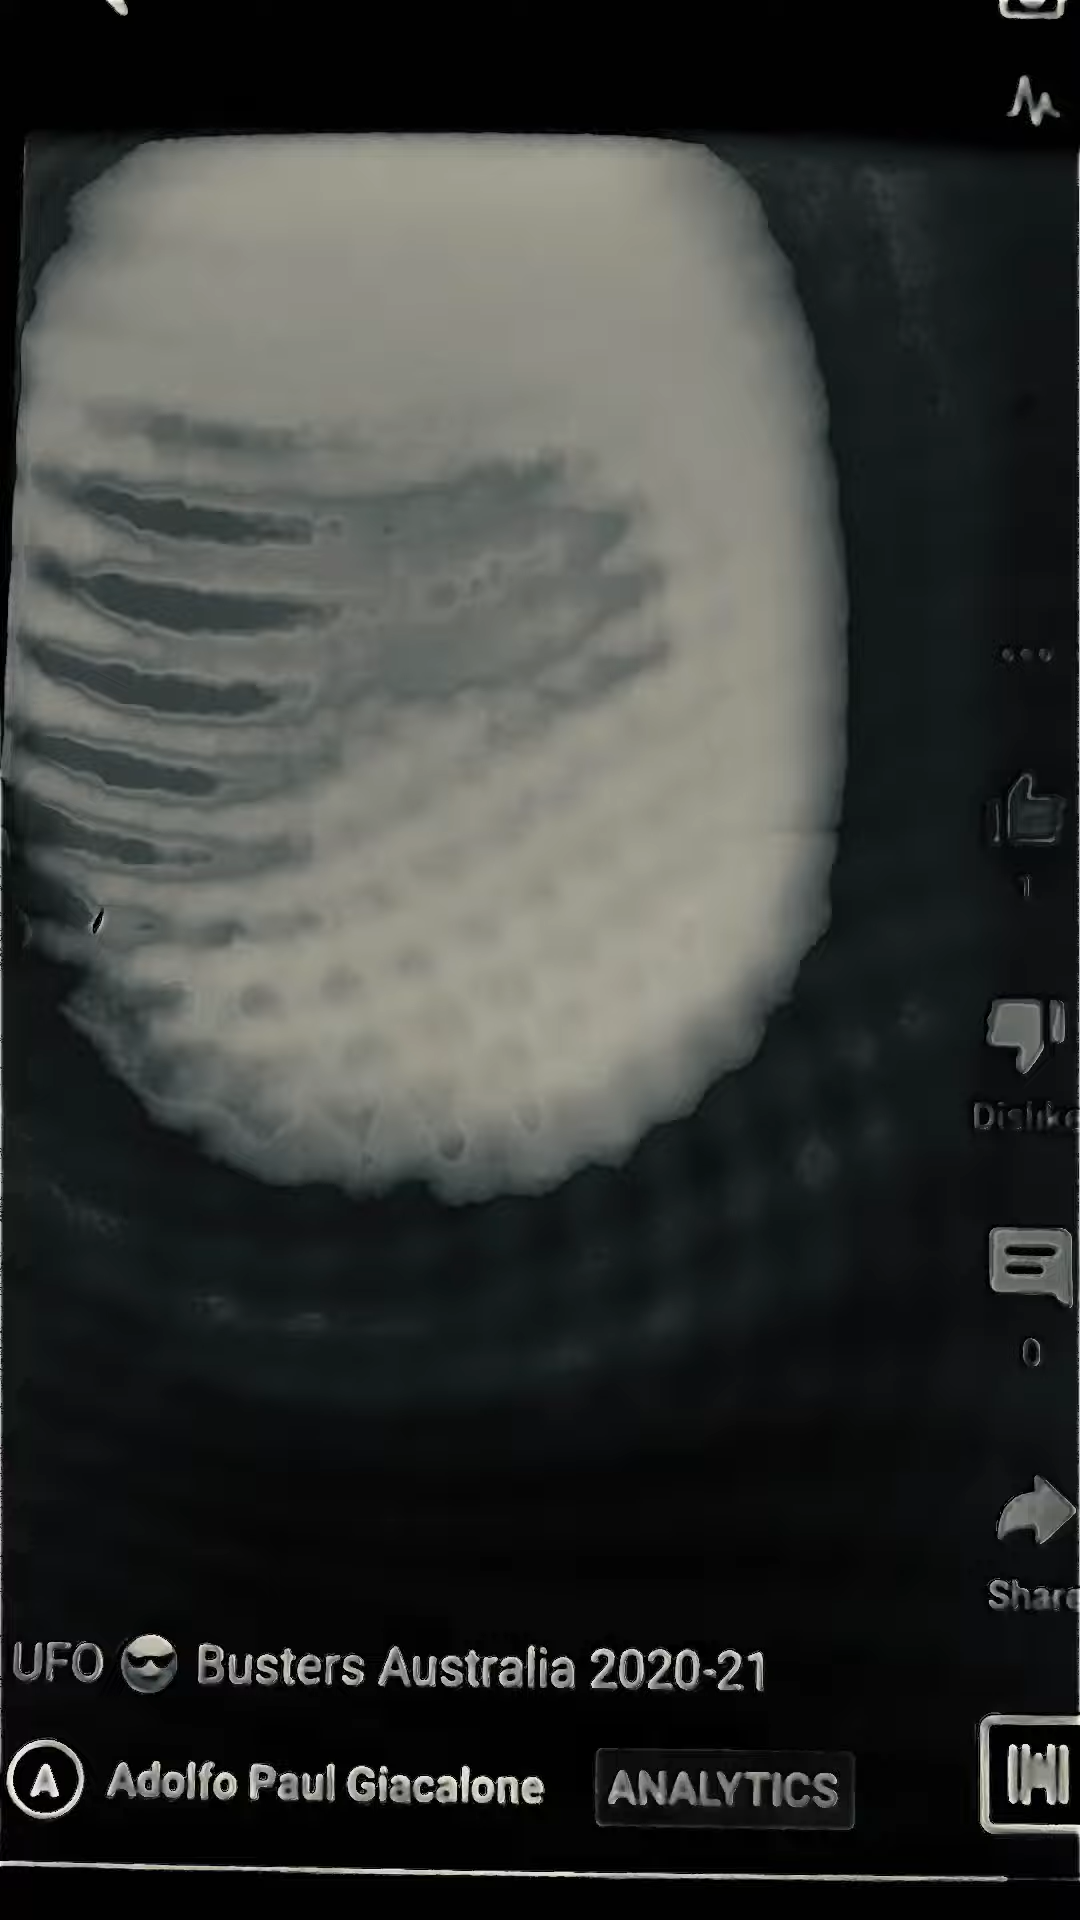 1
Dislike
0
Share
UFO 😎 Busters Australia 2020-21
A Adolfo Paul Giacalone ANALYTICS